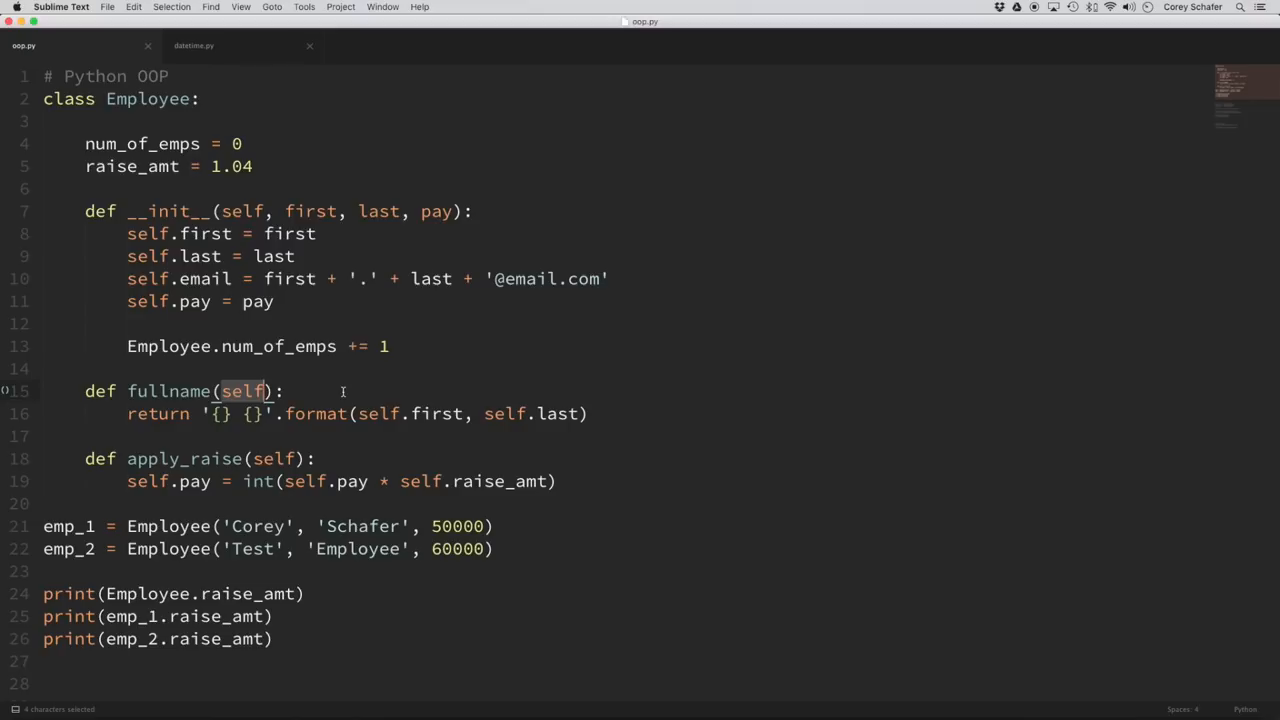 Sublime Text File Edit Selection Find View Goto Tools Project Window Help Corey Schafer
oop.py
oop.py datetime.py
1 # Python OOP
2 class Employee:
3
4     num_of_emps = 0
5     raise_amt = 1.04
6
7     def __init__(self, first, last, pay):
8         self.first = first
9         self.last = last
10         self.email = first + '.' + last + '@email.com'
11         self.pay = pay
12
13         Employee.num_of_emps += 1
14
15     def fullname(self):
16         return '{} {}'.format(self.first, self.last)
17
18     def apply_raise(self):
19         self.pay = int(self.pay * self.raise_amt)
20
21 emp_1 = Employee('Corey', 'Schafer', 50000)
22 emp_2 = Employee('Test', 'Employee', 60000)
23
24 print(Employee.raise_amt)
25 print(emp_1.raise_amt)
26 print(emp_2.raise_amt)
27
28
4 characters selected Spaces: 4 Python